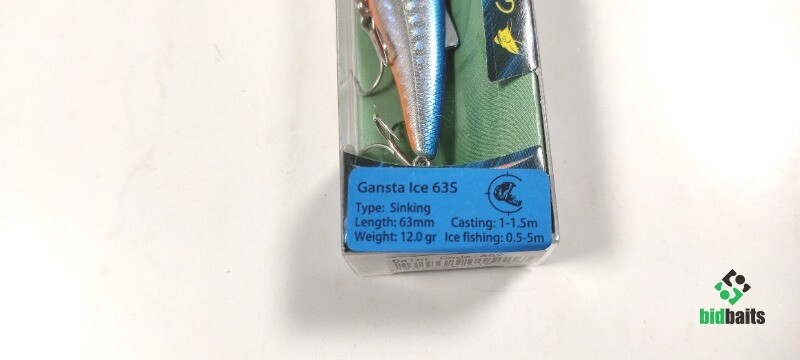 G
Gansta Ice 63S
Type: Sinking
Length: 63mm Casting: 1-1.5m
Weight: 12.0 gr Ice fishing: 0.5-5m
bidbaits